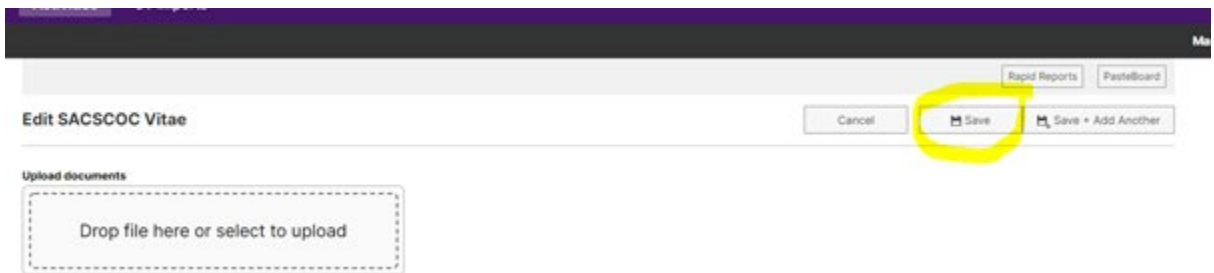 Rapid Reports PasteBoard
Edit SACSCOC Vitae
Cancel Save Save + Add Another
Upload documents
Drop file here or select to upload